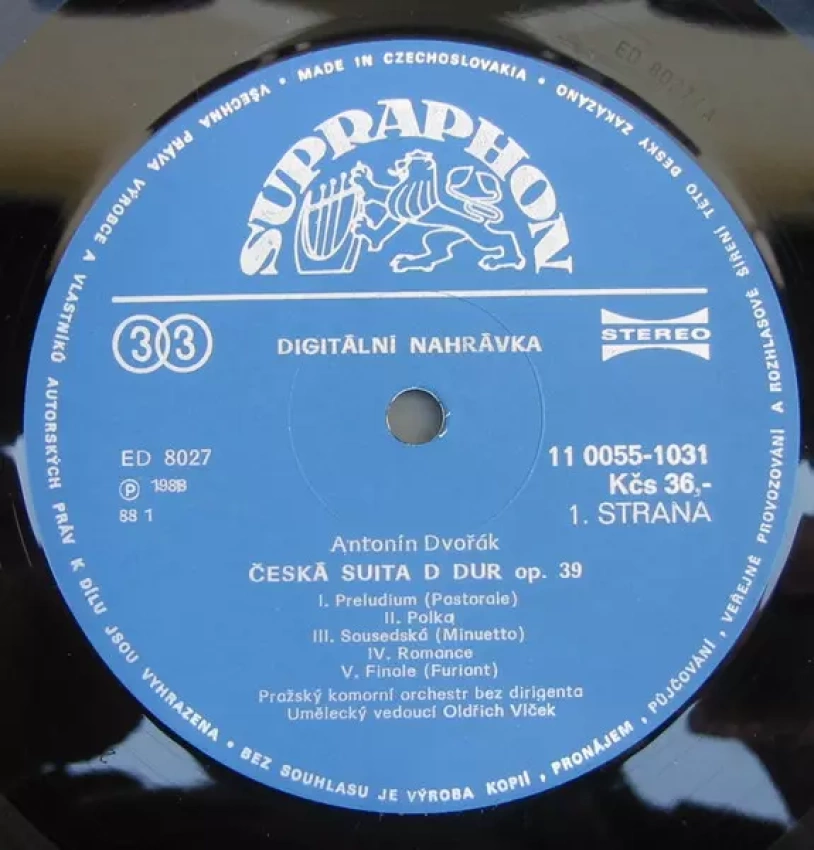 ED 8027/A
• MADE IN CZECHOSLOVAKIA •
VŠECHNA PRÁVA VÝROBCE A VLASTNÍKŮ AUTORSKÝCH PRÁV K DÍLU JSOU VYHRAZENA • BEZ SOUHLASU JE VÝROBA KOPIÍ, PRONÁJEM, PŮJČOVÁNÍ, VEŘEJNÉ PROVOZOVÁNÍ A ROZHLASOVÉ ŠÍŘENÍ TÉTO DESKY ZAKÁZÁNO
SUPRAPHON
33
DIGITÁLNÍ NAHRÁVKA
STEREO
ED 8027
11 0055-1031
Ⓟ 1988
Kčs 36,-
88 1
1. STRANA
Antonín Dvořák
ČESKÁ SUITA D DUR op. 39
I. Preludium (Pastorale)
II. Polka
III. Sousedská (Minuetto)
IV. Romance
V. Finale (Furiant)
Pražský komorní orchestr bez dirigenta
Umělecký vedoucí Oldřich Vlček